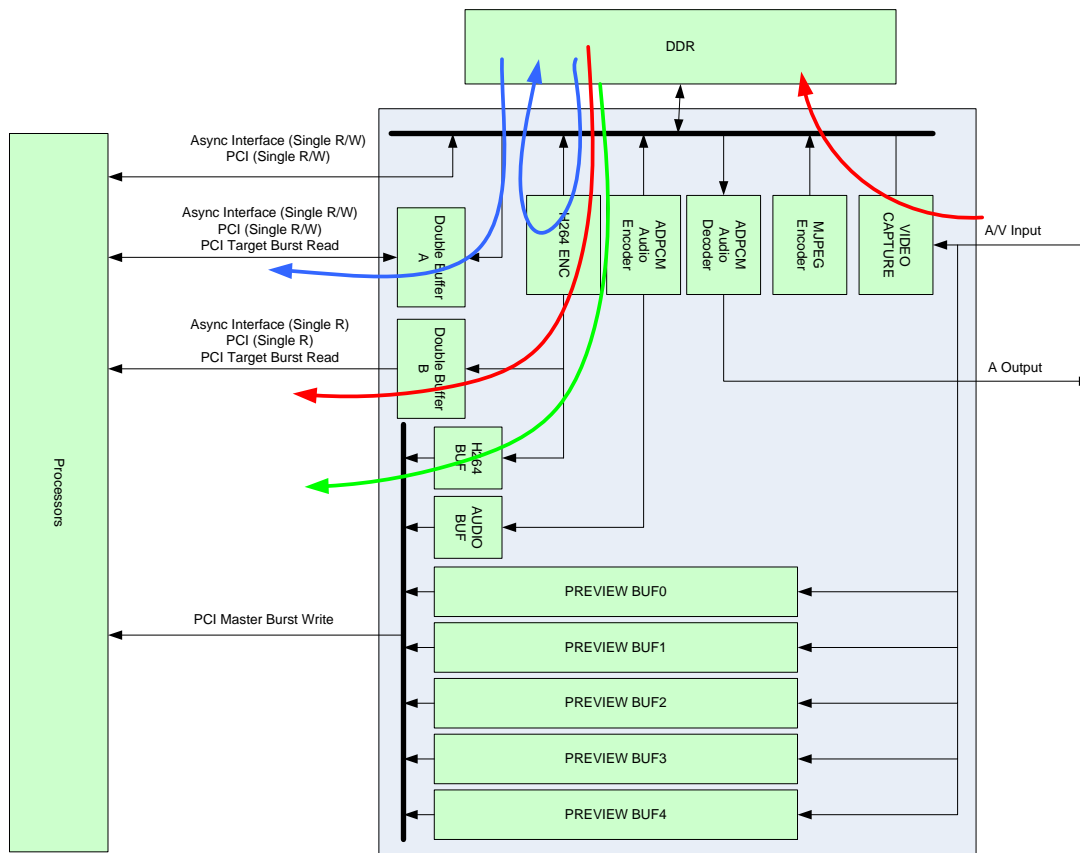 DDR
Async Interface (Single R/W)
PCI (Single R/W)
Async Interface (Single R/W)
PCI (Single R/W)
PCI Target Burst Read
Async Interface (Single R)
PCI (Single R)
PCI Target Burst Read
Processors
Double Buffer
A
Double Buffer
B
H264 ENC
ADPCM
Audio
Encoder
ADPCM
Audio
Decoder
MJPEG
Encoder
VIDEO
CAPTURE
A/V Input
A Output
H264
BUF
AUDIO
BUF
PCI Master Burst Write
PREVIEW BUF0
PREVIEW BUF1
PREVIEW BUF2
PREVIEW BUF3
PREVIEW BUF4